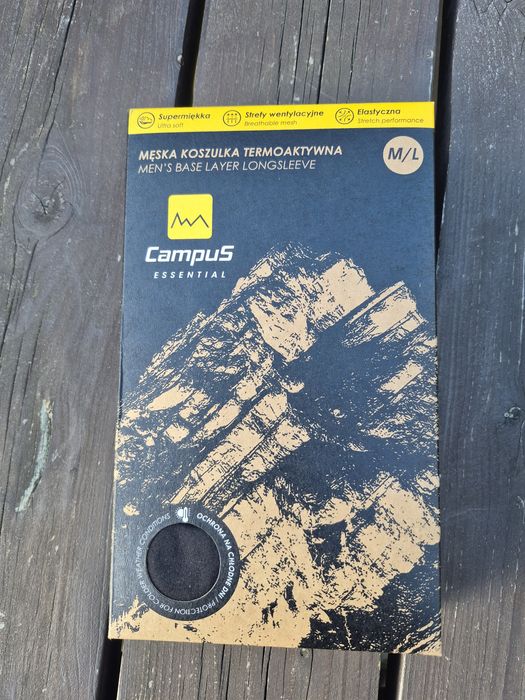 Supermiękka
Ultra soft
Strefy wentylacyjne
Breathable mesh
Elastyczna
Stretch performance
MĘSKA KOSZULKA TERMOAKTYWNA
MEN'S BASE LAYER LONGSLEEVE
M/L
CampuS
ESSENTIAL
OCHRONA NA CHŁODNE DNI / PROTECTION FOR COLDER WEATHER CONDITIONS